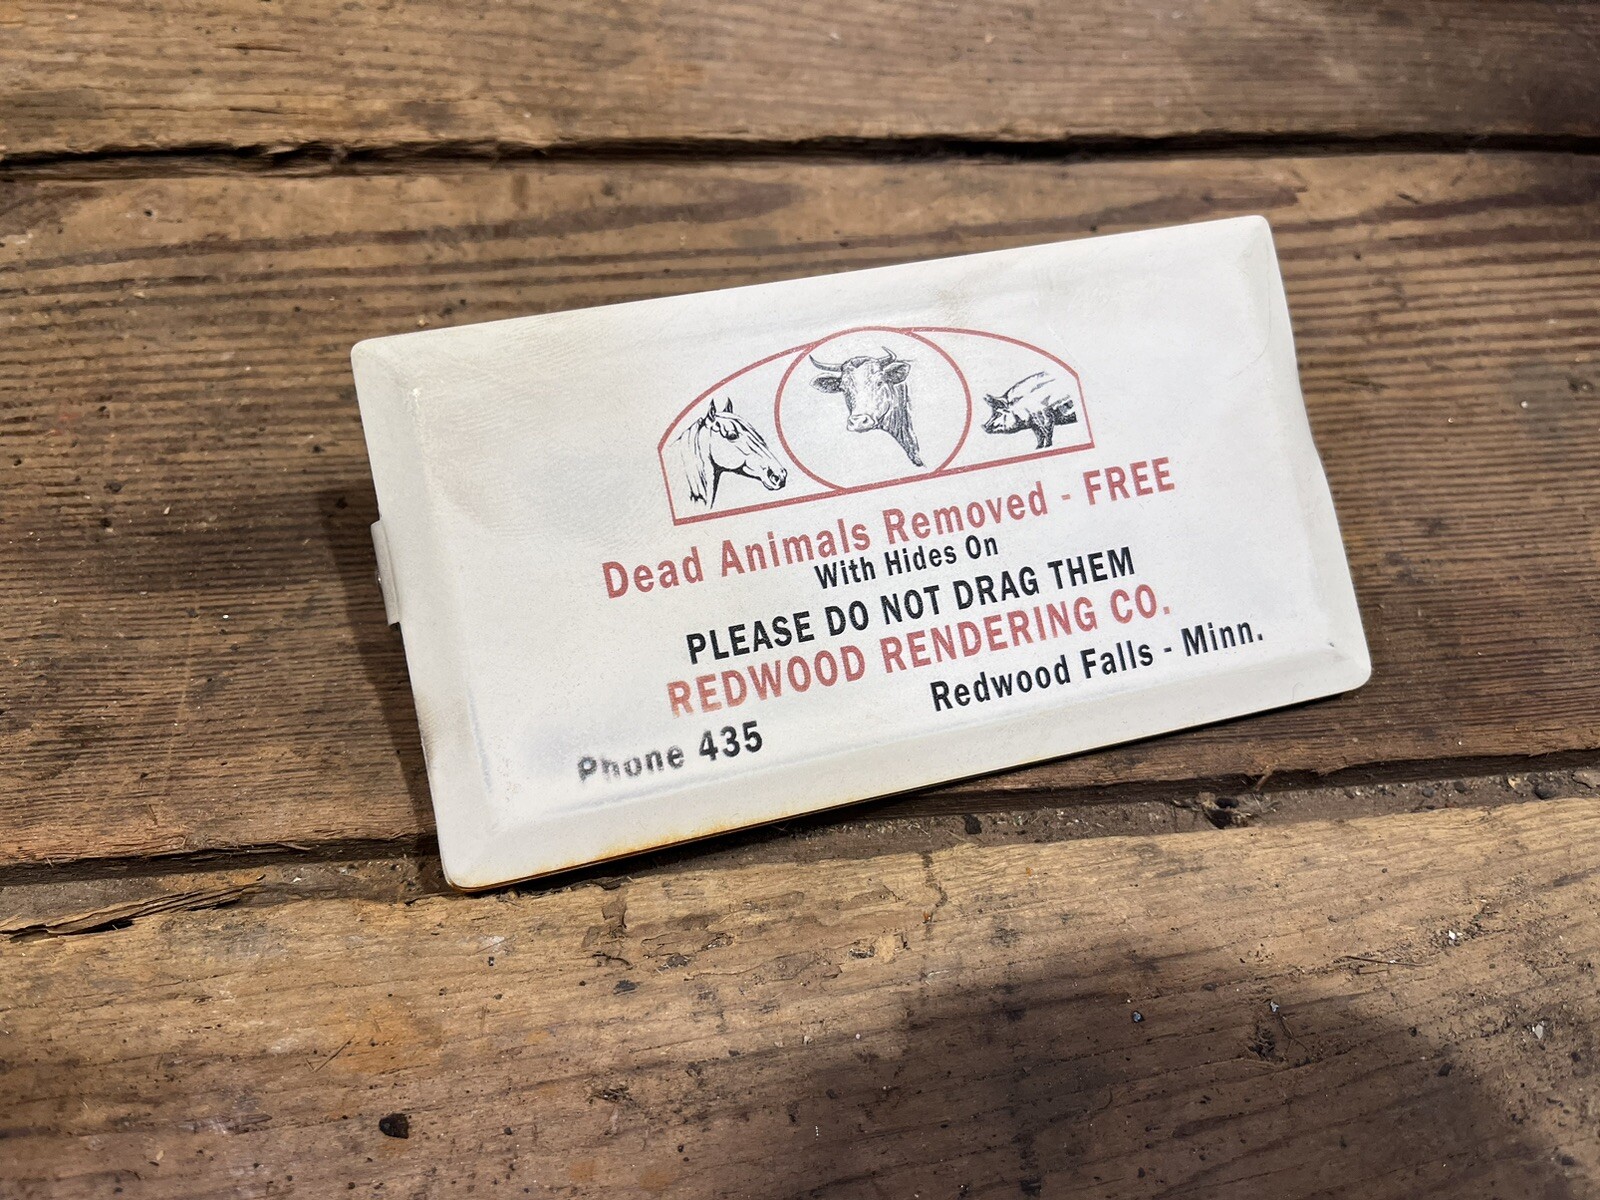 Dead Animals Removed - FREE
With Hides On
PLEASE DO NOT DRAG THEM
REDWOOD RENDERING CO.
Redwood Falls - Minn.
Phone 435